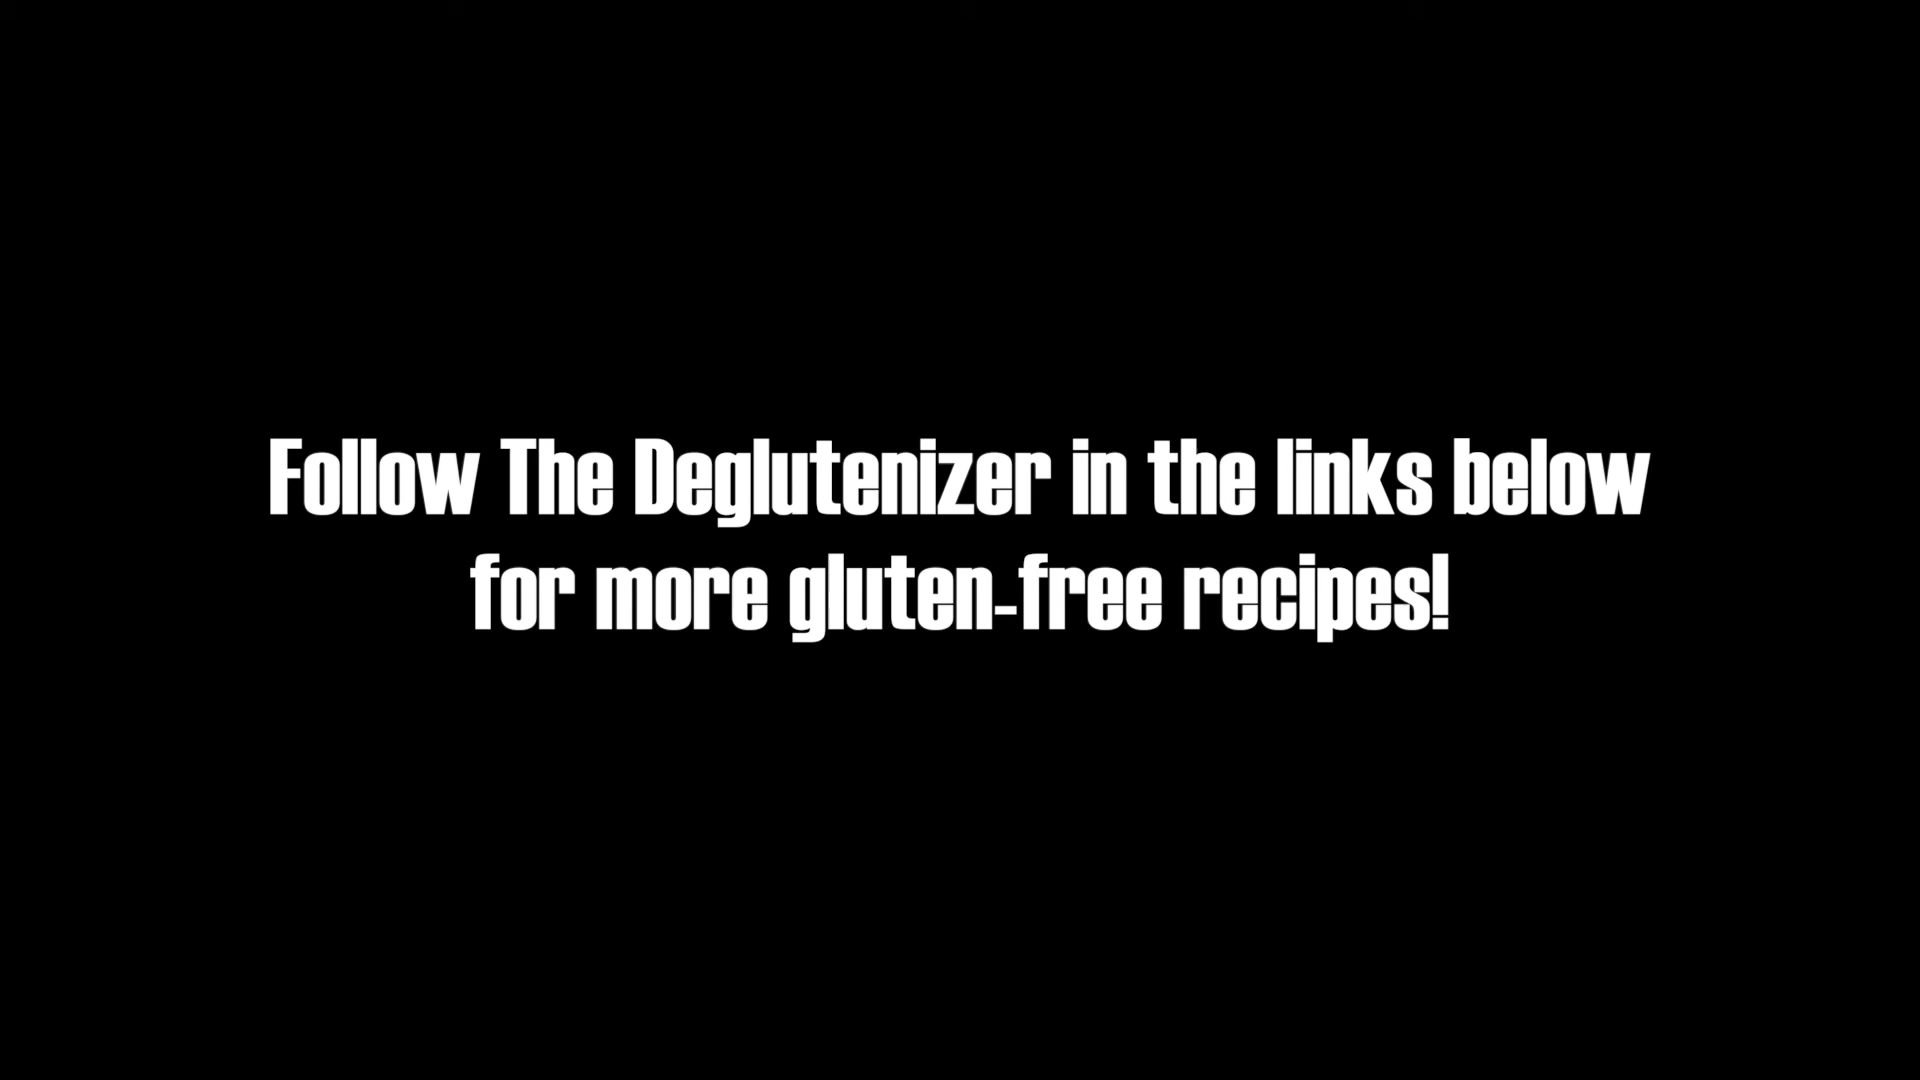 Follow The Deglutenizer in the links below
for more gluten-free recipes!